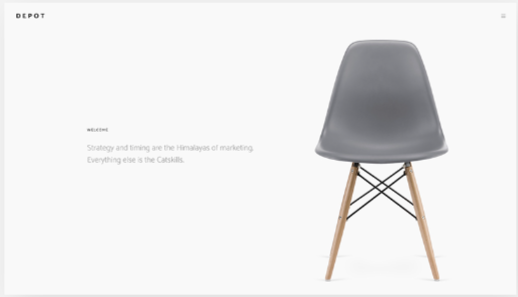 DEPOT
WELCOME
Strategy and timing are the Himalayas of marketing.
Everything else is the Catskills.